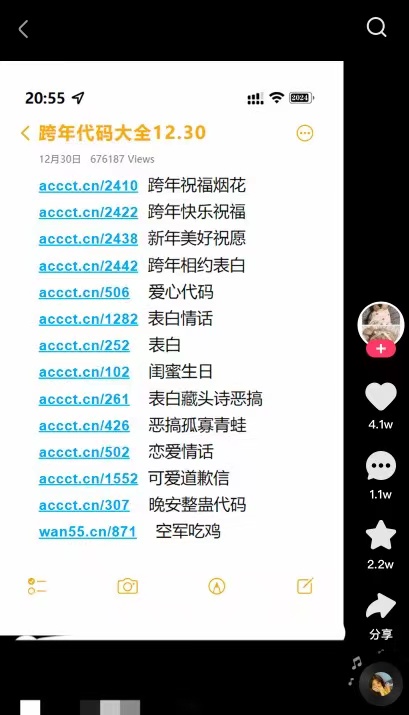 20:55
2024
跨年代码大全12.30
12月30日 676187 Views
accct.cn/2410 跨年祝福烟花
accct.cn/2422 跨年快乐祝福
accct.cn/2438 新年美好祝愿
accct.cn/2442 跨年相约表白
accct.cn/506 爱心代码
accct.cn/1282 表白情话
accct.cn/252 表白
accct.cn/102 闺蜜生日
accct.cn/261 表白藏头诗恶搞
accct.cn/426 恶搞孤寡青蛙
accct.cn/502 恋爱情话
accct.cn/1552 可爱道歉信
accct.cn/307 晚安整蛊代码
wan55.cn/871 空军吃鸡
4.1w
1.1w
2.2w
分享